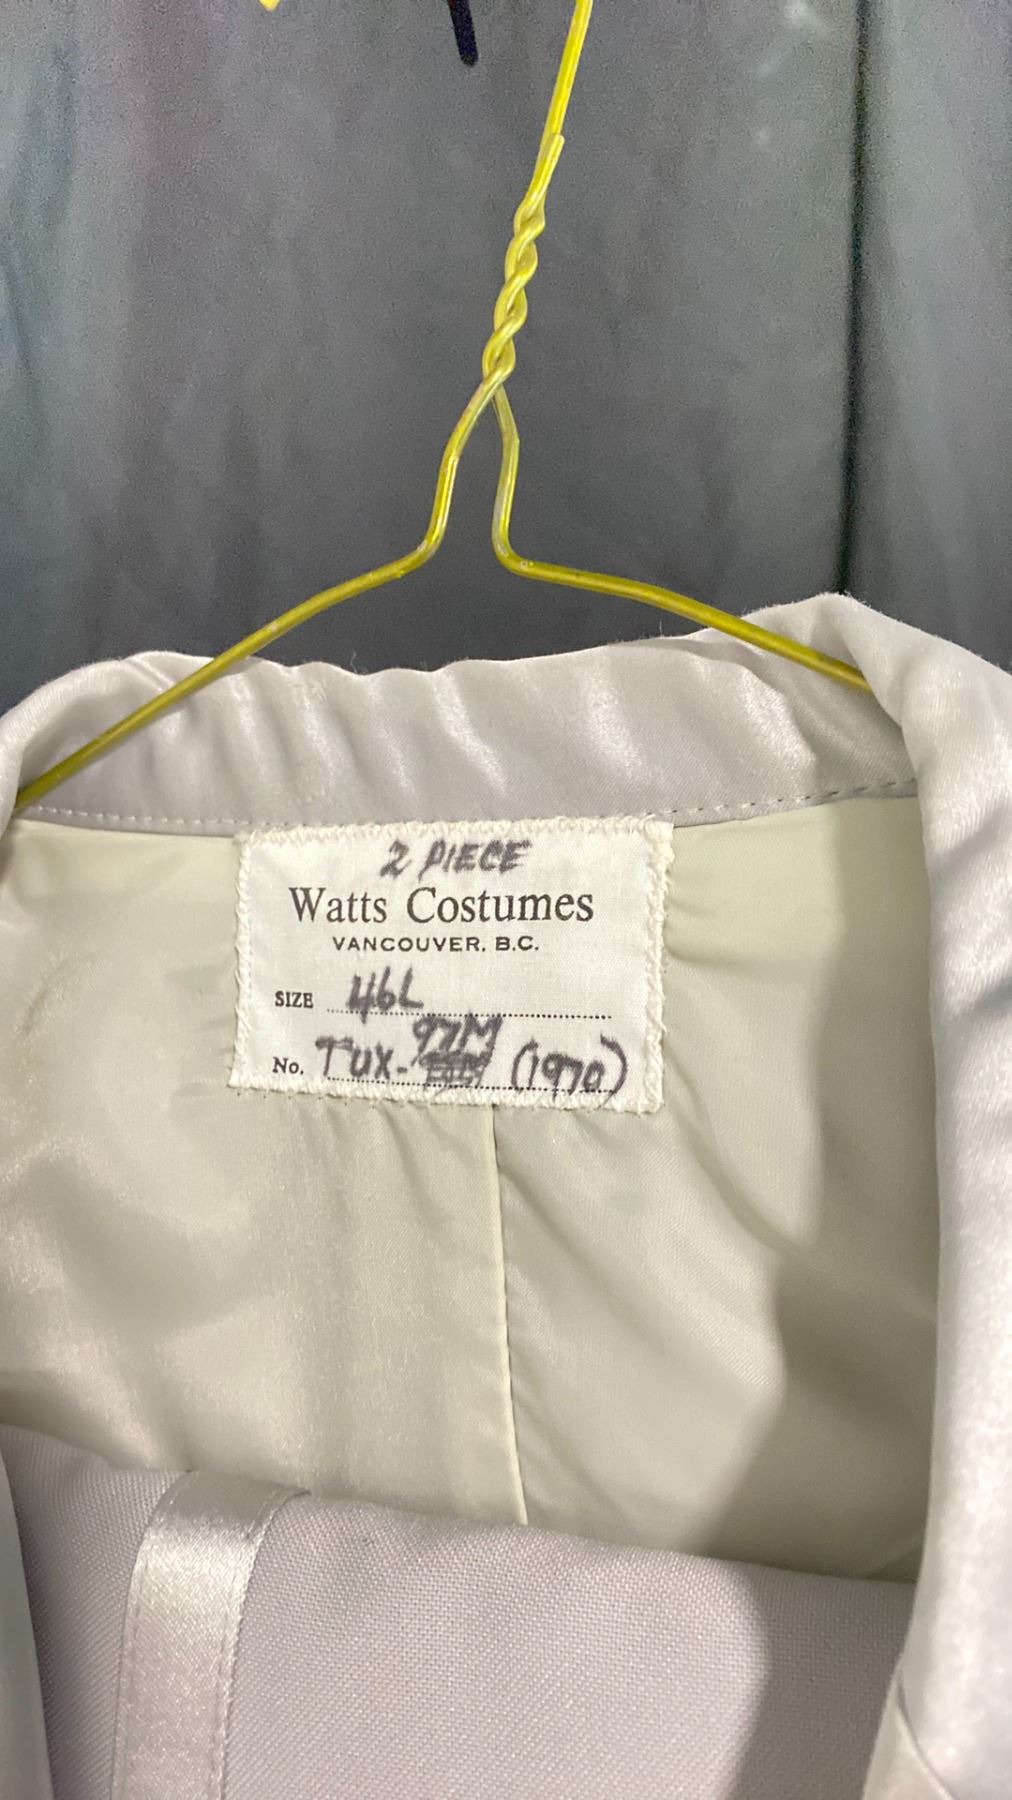 2 PIECE
Watts Costumes
VANCOUVER, B.C.
SIZE 46L
No. Tux-97M (1970)